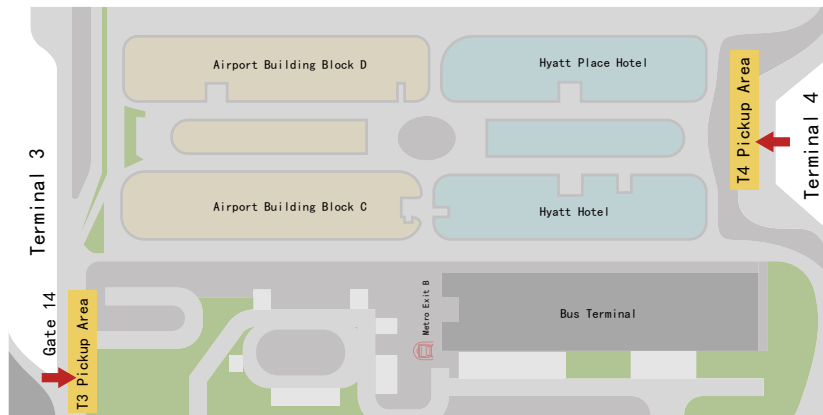 Airport Building Block D
Hyatt Place Hotel
T4 Pickup Area
Terminal 4
Terminal 3
Airport Building Block C
Hyatt Hotel
Gate 14
T3 Pickup Area
Metro Exit B
Bus Terminal